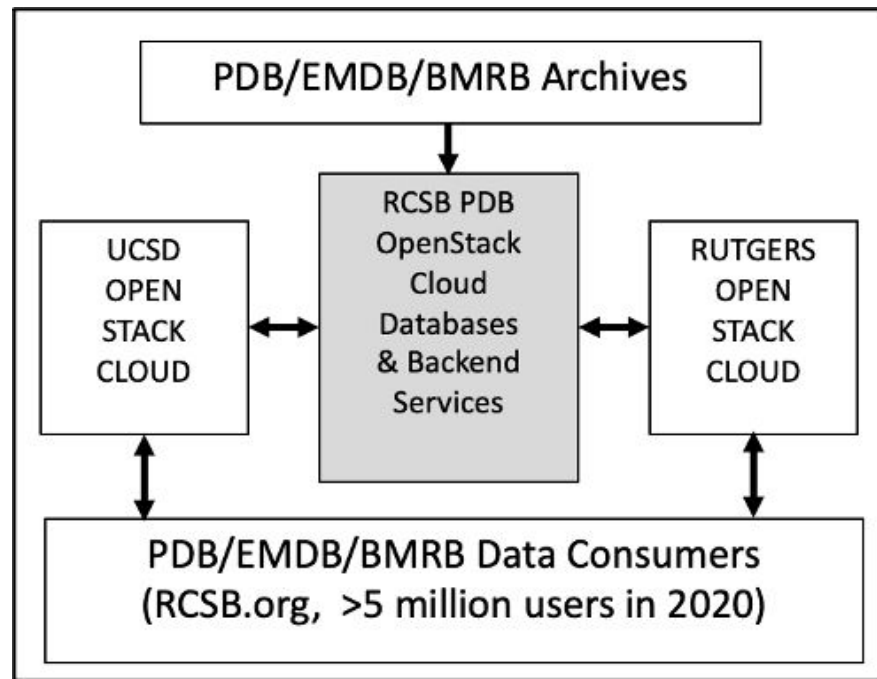 PDB/EMDB/BMRB Archives
RCSB PDB
OpenStack
Cloud
Databases
& Backend
Services
UCSD
OPEN
STACK
CLOUD
RUTGERS
OPEN
STACK
CLOUD
PDB/EMDB/BMRB Data Consumers
(RCSB.org, >5 million users in 2020)